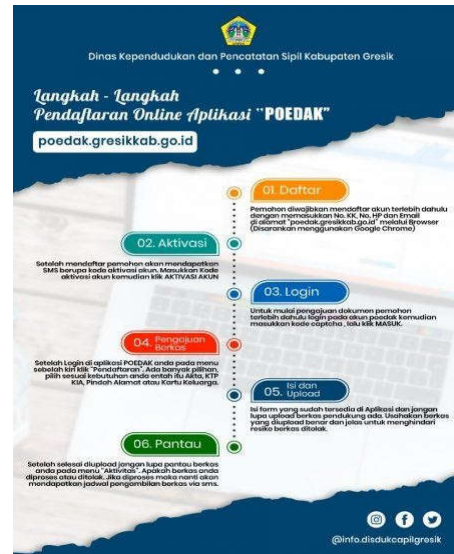 Dinas Kependudukan dan Pencatatan Sipil Kabupaten Gresik
Langkah - Langkah
Pendaftaran Online Aplikasi "POEDAK"
poedak.gresikkab.go.id
01. Daftar
Pemohon diwajibkan mendaftar akun terlebih dahulu
dengan memasukkan No. KK, No. HP dan Email
di alamat "poedak.gresikkab.go.id" melalui Browser
(Disarankan menggunakan Google Chrome)
02. Aktivasi
Setelah mendaftar pemohon akan mendapatkan
SMS berupa kode aktivasi akun. Masukkan Kode
aktivasi akun kemudian klik AKTIVASI AKUN
03. Login
Untuk mulai pengajuan dokumen pemohon
terlebih dahulu login pada akun poedak kemudian
masukkan kode captcha , lalu klik MASUK.
04. Pengajuan
Berkas
Setelah Login di aplikasi POEDAK anda pada menu
sebelah kiri klik "Pendaftaran". Ada banyak pilihan,
pilih sesuai kebutuhan anda entah itu Akta, KTP
KIA, Pindah Alamat atau Kartu Keluarga.
05. Isi dan
Upload
Isi form yang sudah tersedia di Aplikasi dan jangan
lupa upload berkas pendukung ada. Usahakan berkas
yang diupload benar dan jelas untuk menghindari
resiko berkas ditolak.
06. Pantau
Setelah selesai diupload jangan lupa pantau berkas
anda pada menu "Aktivitas". Apakah berkas anda
diproses atau ditolak. Jika diproses maka nanti akan
mendapatkan jadwal pengambilan berkas via sms.
@info.disdukcapilgresik